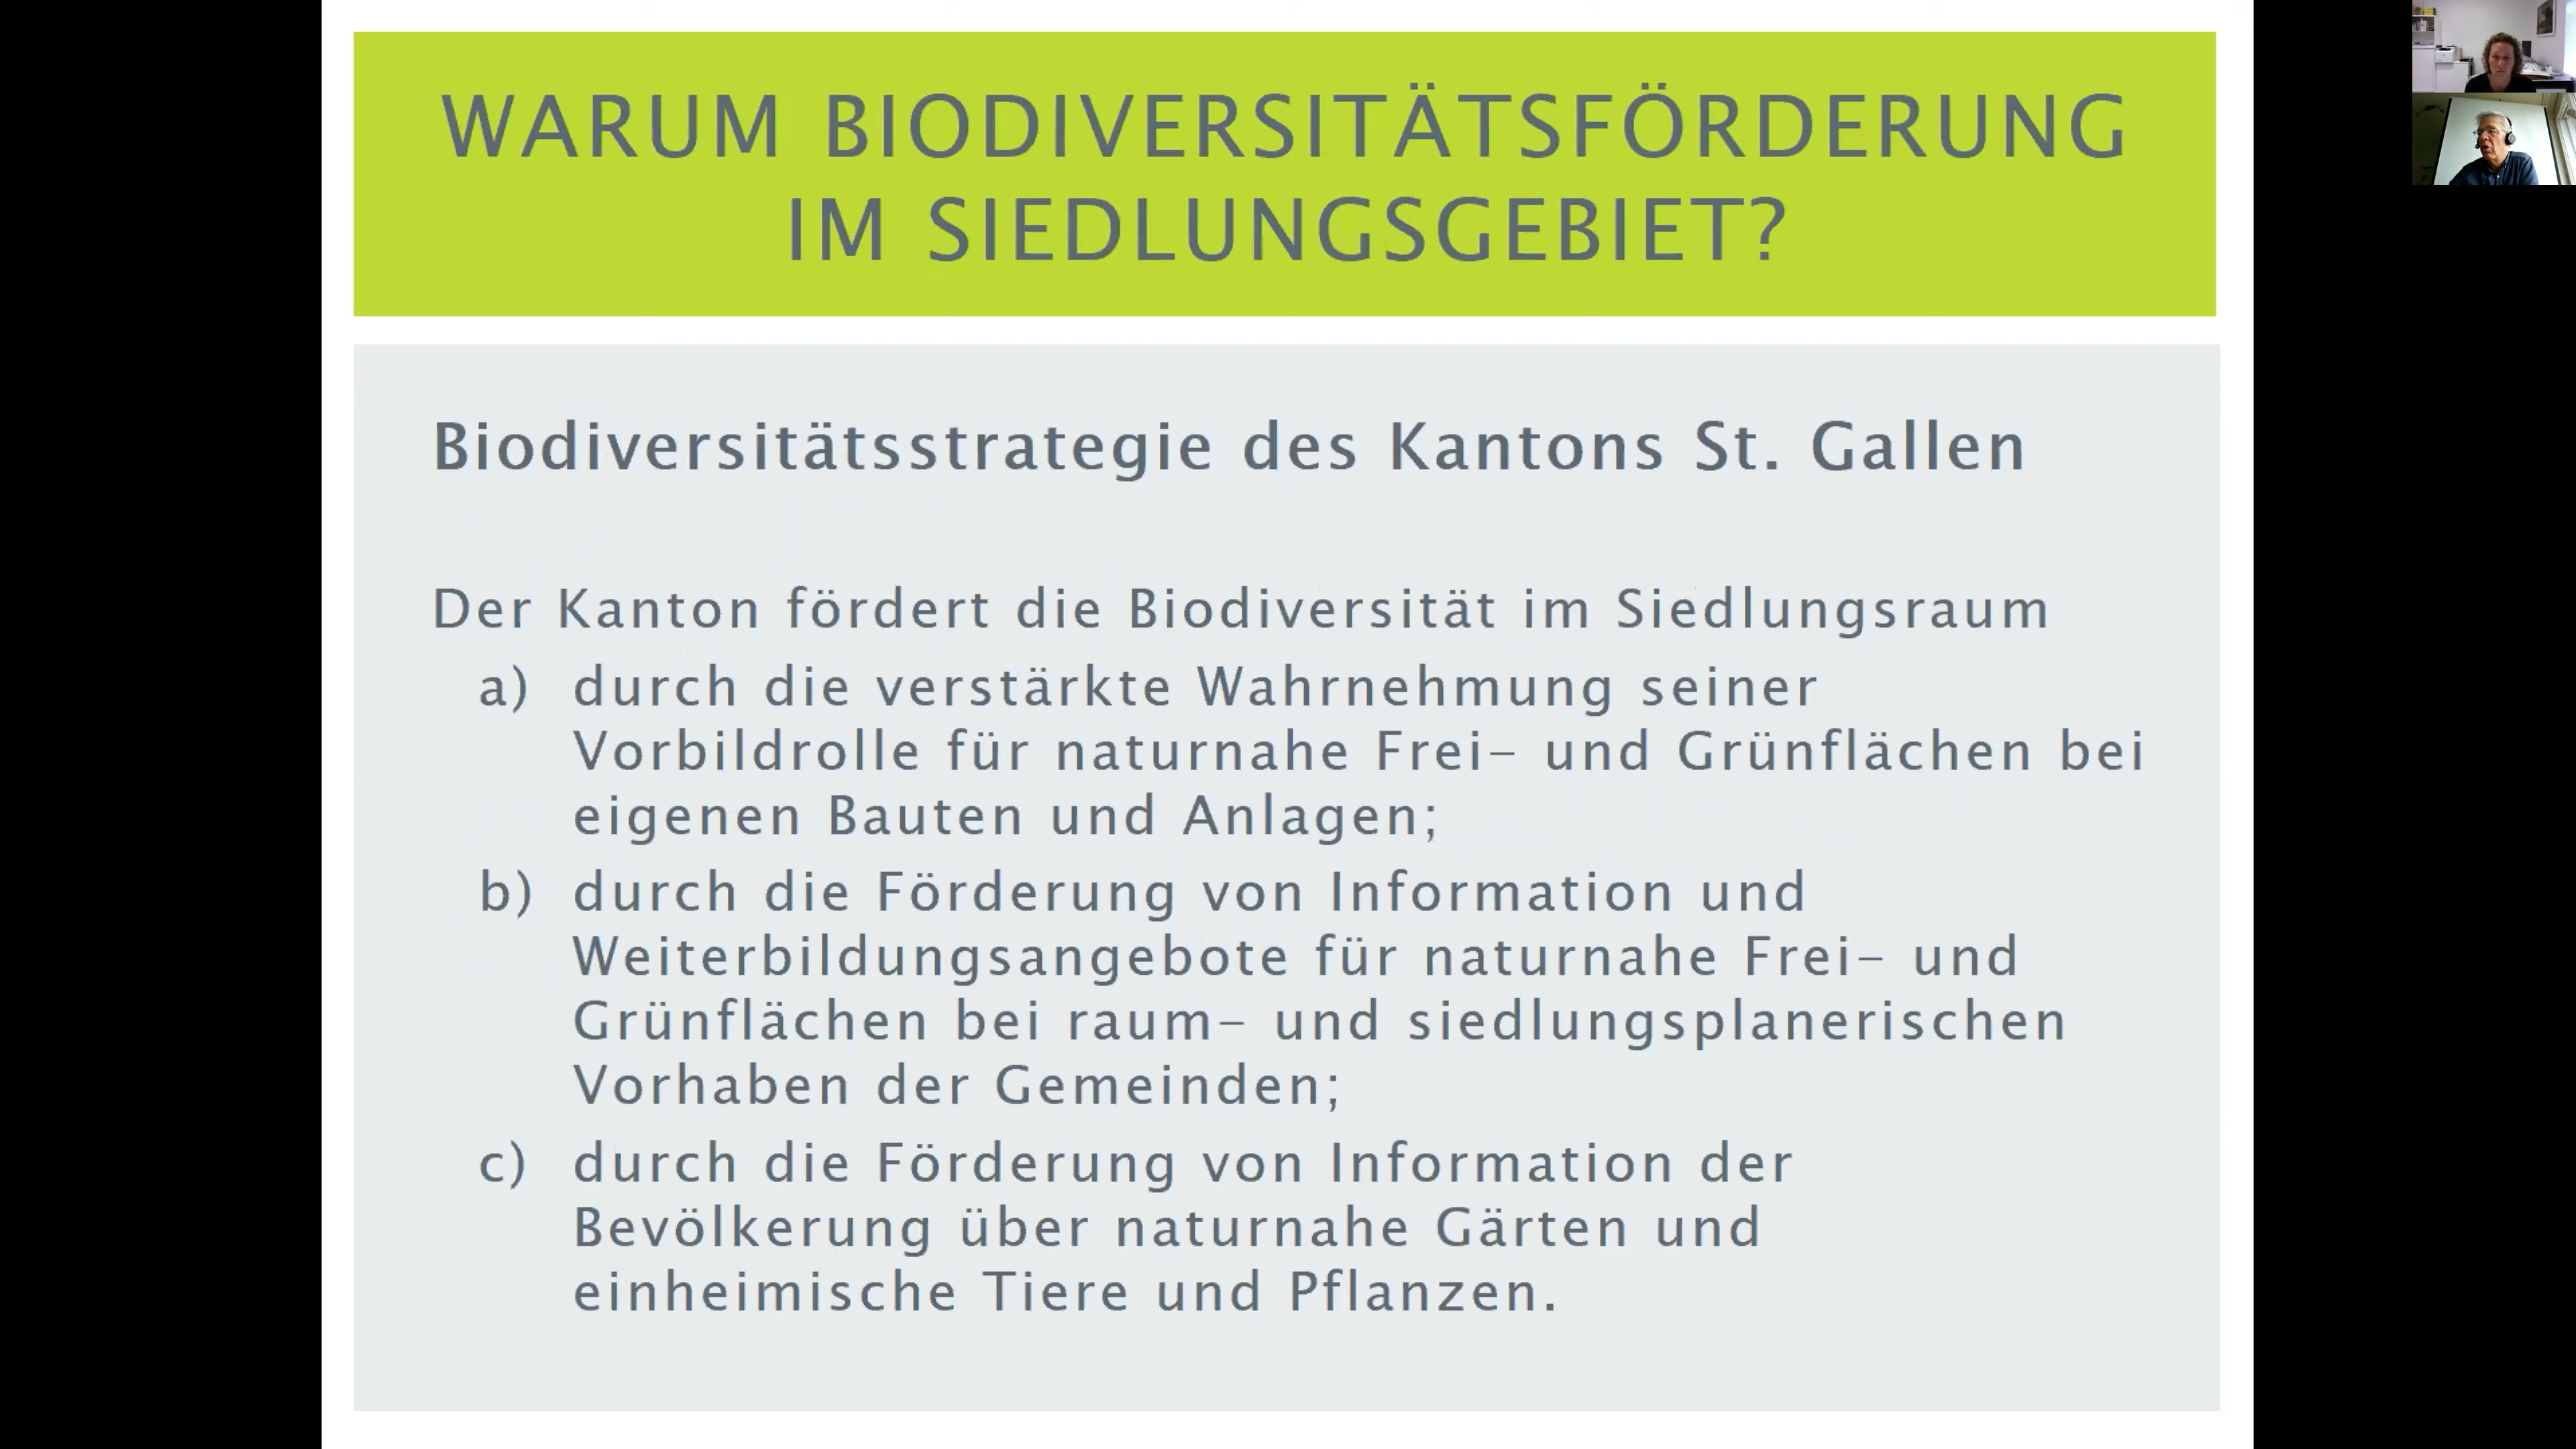 WARUM BIODIVERSITÄTSFÖRDERUNG
IM SIEDLUNGSGEBIET?
Biodiversitätsstrategie des Kantons St. Gallen
Der Kanton fördert die Biodiversität im Siedlungsraum
a) durch die verstärkte Wahrnehmung seiner
Vorbildrolle für naturnahe Frei- und Grünflächen bei
eigenen Bauten und Anlagen;
b) durch die Förderung von Information und
Weiterbildungsangebote für naturnahe Frei- und
Grünflächen bei raum- und siedlungsplanerischen
Vorhaben der Gemeinden;
c) durch die Förderung von Information der
Bevölkerung über naturnahe Gärten und
einheimische Tiere und Pflanzen.